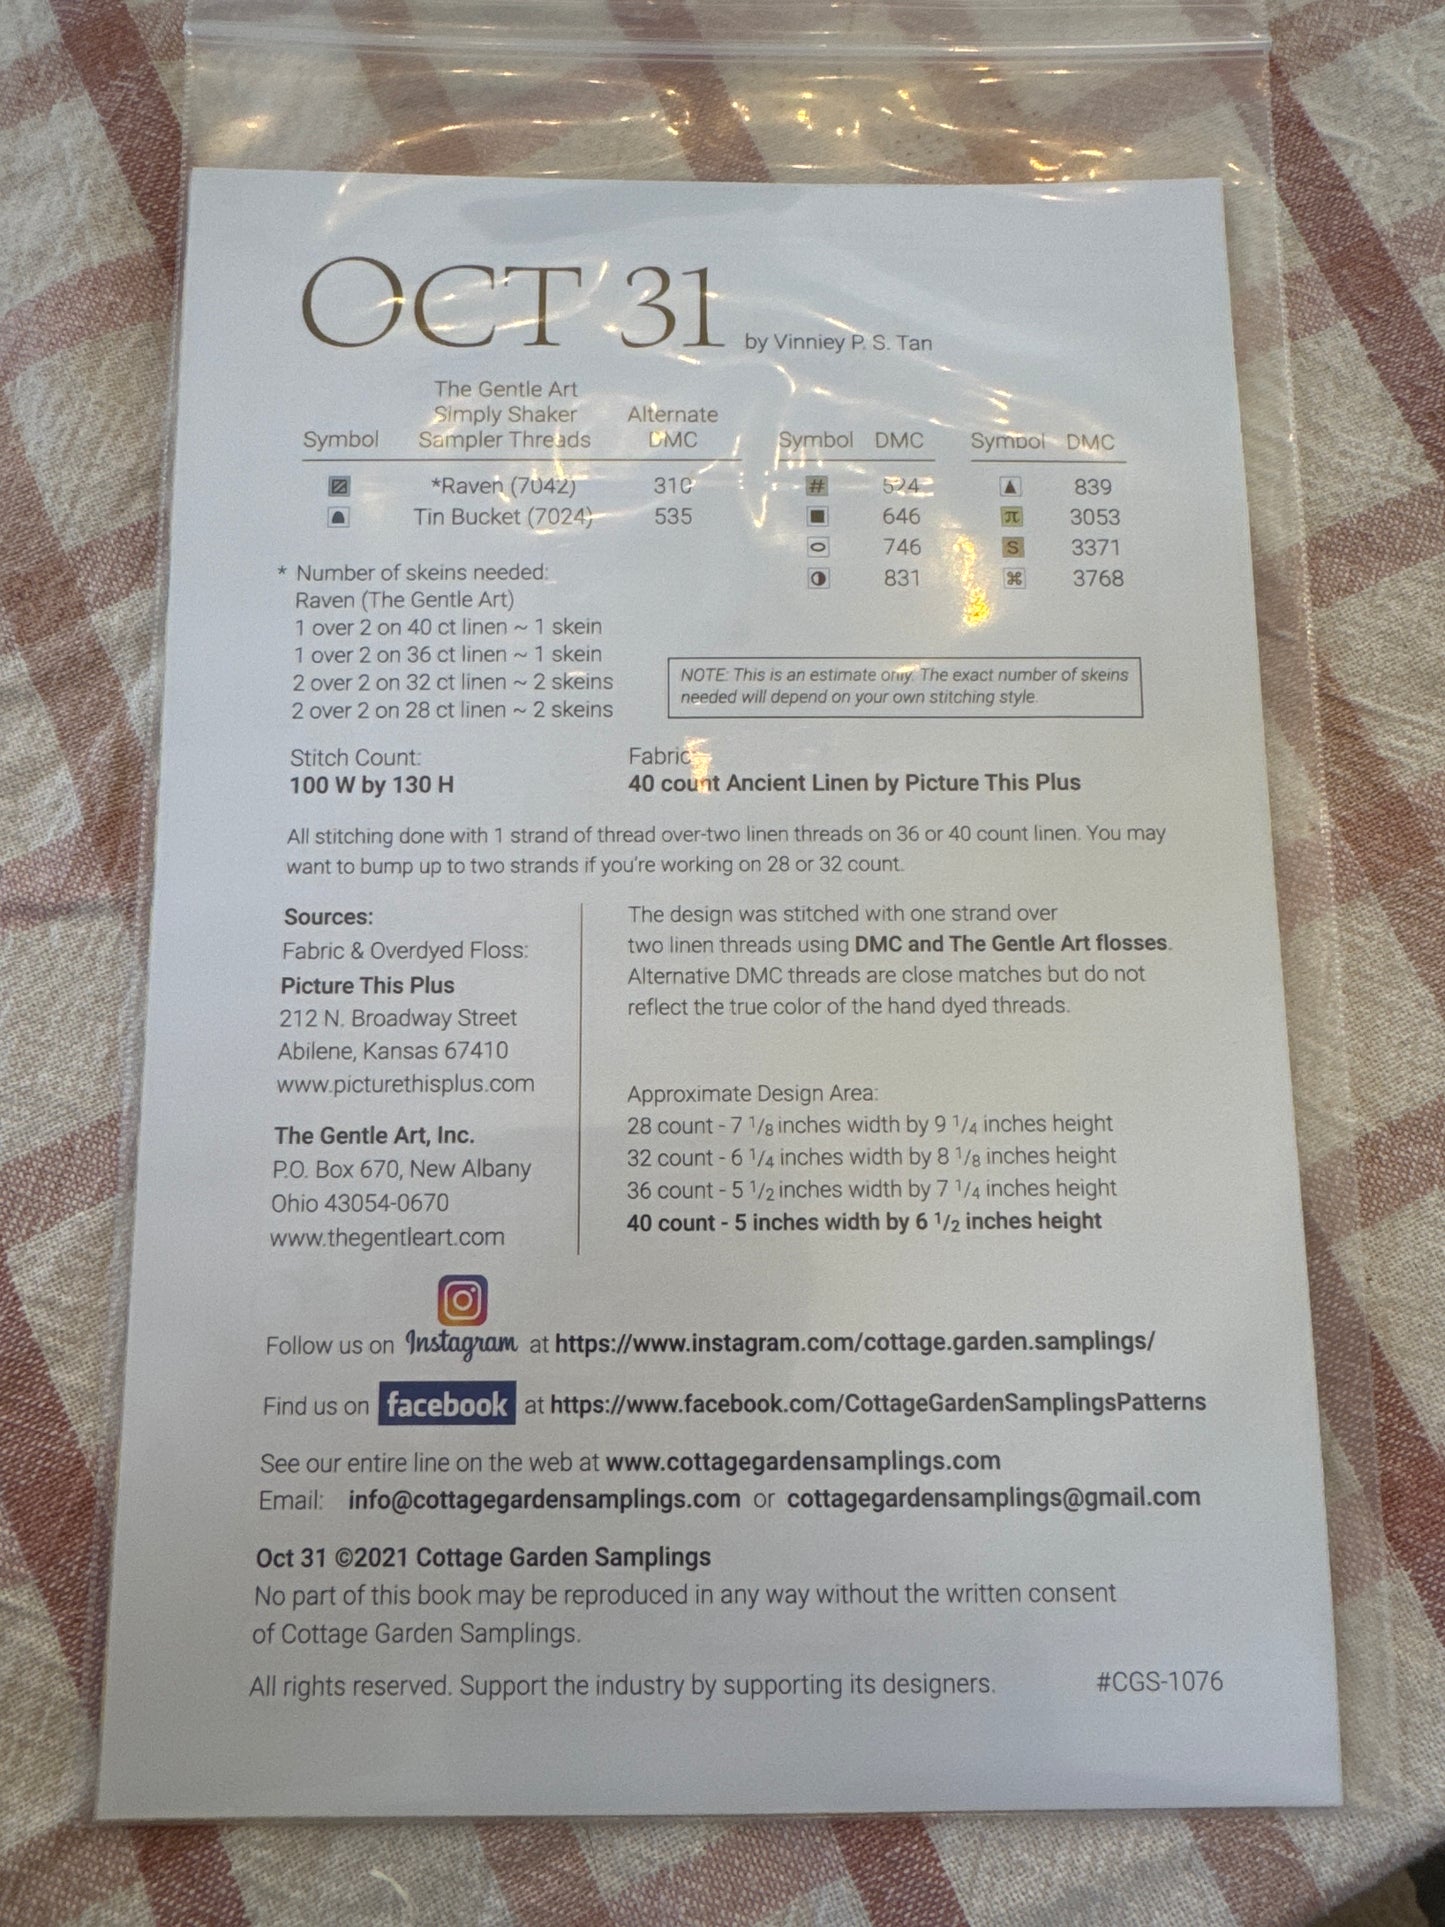 OCT 31 by Vinniey P. S. Tan
The Gentle Art
Simply Shaker Alternate
Symbol Sampler Threads DMC Symbol DMC Symbol DMC
*Raven (7042) 310 # 524 ▲ 839
Tin Bucket (7024) 535 ■ 646 π 3053
746 S 3371
◑ 831 ⌘ 3768
* Number of skeins needed:
Raven (The Gentle Art)
1 over 2 on 40 ct linen ~ 1 skein
1 over 2 on 36 ct linen ~ 1 skein
2 over 2 on 32 ct linen ~ 2 skeins
2 over 2 on 28 ct linen ~ 2 skeins
NOTE: This is an estimate only. The exact number of skeins
needed will depend on your own stitching style.
Stitch Count:
100 W by 130 H
Fabric:
40 count Ancient Linen by Picture This Plus
All stitching done with 1 strand of thread over-two linen threads on 36 or 40 count linen. You may
want to bump up to two strands if you're working on 28 or 32 count.
Sources:
Fabric & Overdyed Floss:
Picture This Plus
212 N. Broadway Street
Abilene, Kansas 67410
www.picturethisplus.com
The Gentle Art, Inc.
P.O. Box 670, New Albany
Ohio 43054-0670
www.thegentleart.com
The design was stitched with one strand over
two linen threads using DMC and The Gentle Art flosses.
Alternative DMC threads are close matches but do not
reflect the true color of the hand dyed threads.
Approximate Design Area:
28 count - 7 1/8 inches width by 9 1/4 inches height
32 count - 6 1/4 inches width by 8 1/8 inches height
36 count - 5 1/2 inches width by 7 1/4 inches height
40 count - 5 inches width by 6 1/2 inches height
Follow us on Instagram at https://www.instagram.com/cottage.garden.samplings/
Find us on facebook at https://www.facebook.com/CottageGardenSamplingsPatterns
See our entire line on the web at www.cottagegardensamplings.com
Email: info@cottagegardensamplings.com or cottagegardensamplings@gmail.com
Oct 31 ©2021 Cottage Garden Samplings
No part of this book may be reproduced in any way without the written consent
of Cottage Garden Samplings.
All rights reserved. Support the industry by supporting its designers. #CGS-1076